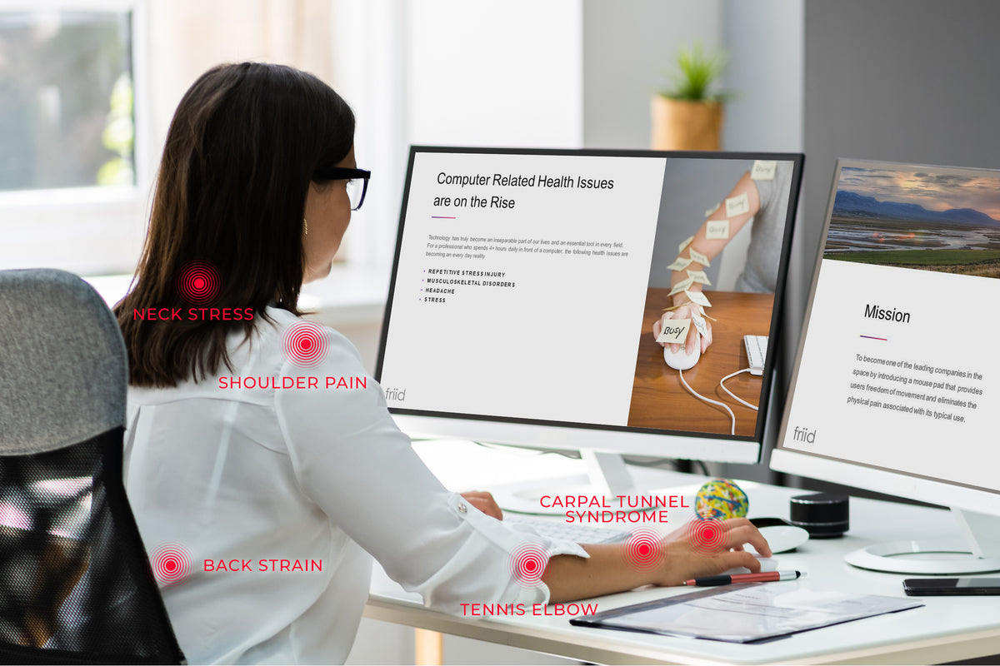 Computer Related Health Issues
are on the Rise
Technology has truly become an inseparable part of our lives and an essential tool in every field.
For a professional who spends 4+ hours daily in front of a computer, the following health issues are
becoming an every day reality
• REPETITIVE STRESS INJURY
• MUSCULOSKELETAL DISORDERS
• HEADACHE
• STRESS
friid
BUSY
BUSY
BUSY
BUSY
Mission
To become one of the leading companies in the
space by introducing a mouse pad that provides
users freedom of movement and eliminates the
physical pain associated with its typical use.
friid
NECK STRESS
SHOULDER PAIN
CARPAL TUNNEL
SYNDROME
BACK STRAIN
TENNIS ELBOW